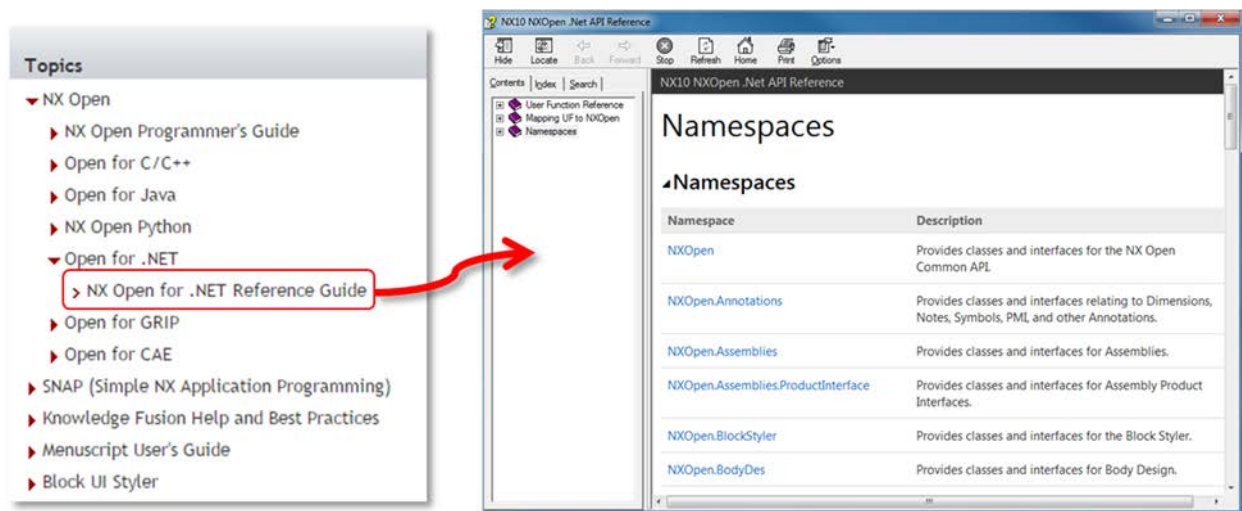 Topics
NX Open
NX Open Programmer's Guide
Open for C/C++
Open for Java
NX Open Python
Open for .NET
NX Open for .NET Reference Guide
Open for GRIP
Open for CAE
SNAP (Simple NX Application Programming)
Knowledge Fusion Help and Best Practices
Menuscript User's Guide
Block UI Styler
NX10 NXOpen .Net API Reference
Hide Locate Back Forward Stop Refresh Home Print Options
Contents Index Search
User Function Reference
Mapping UF to NXOpen
Namespaces
NX10 NXOpen .Net API Reference
Namespaces
Namespaces
Namespace Description
NXOpen Provides classes and interfaces for the NX Open
Common API.
NXOpen.Annotations Provides classes and interfaces relating to Dimensions,
Notes, Symbols, PMI, and other Annotations.
NXOpen.Assemblies Provides classes and interfaces for Assemblies.
NXOpen.Assemblies.ProductInterface Provides classes and interfaces for Assembly Product
Interfaces.
NXOpen.BlockStyler Provides classes and interfaces for the Block Styler.
NXOpen.BodyDes Provides classes and interfaces for Body Design.